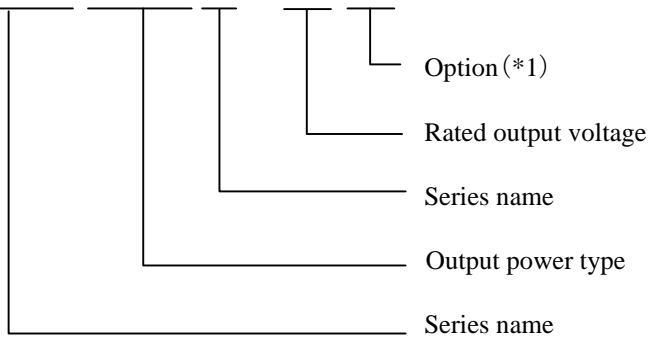 Option (*1)
Rated output voltage
Series name
Output power type
Series name